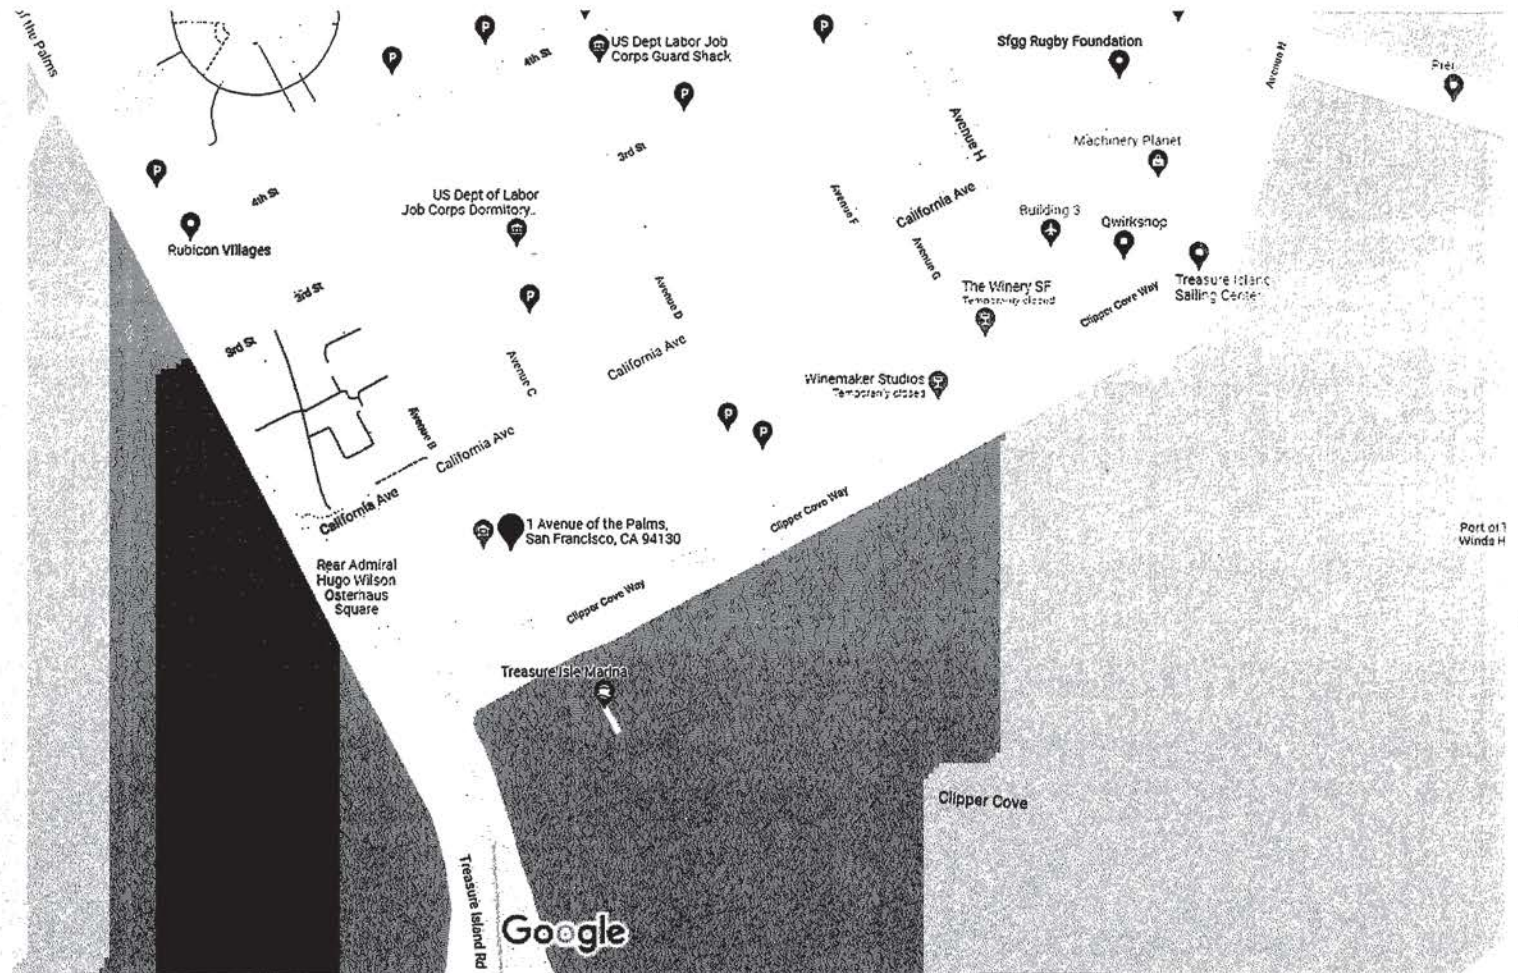 of the Palms
P
P
P
4th St
US Dept Labor Job
Corps Guard Shack
Sfgg Rugby Foundation
Avenue N
P
Avenue H
Machinery Planet
3rd St
P
4th St
US Dept of Labor
Job Corps Dormitory..
Avenue F
California Ave
Building 3
Qwirkshop
Rubicon Villages
Avenue G
Treasure Island
Sailing Center
3rd St
P
Avenue D
The Winery SF
Temporarily closed
Clipper Cove Way
3rd St
California Ave
Avenue C
Winemaker Studios
Temporarily closed
P
P
Avenue B
California Ave
California Ave
Clipper Cove Way
1 Avenue of the Palms,
San Francisco, CA 94130
Port of
Winds H
Rear Admiral
Hugo Wilson
Osterhaus
Square
Clipper Cove Way
Treasure Isle Marina
Clipper Cove
Treasure Island Rd
Google